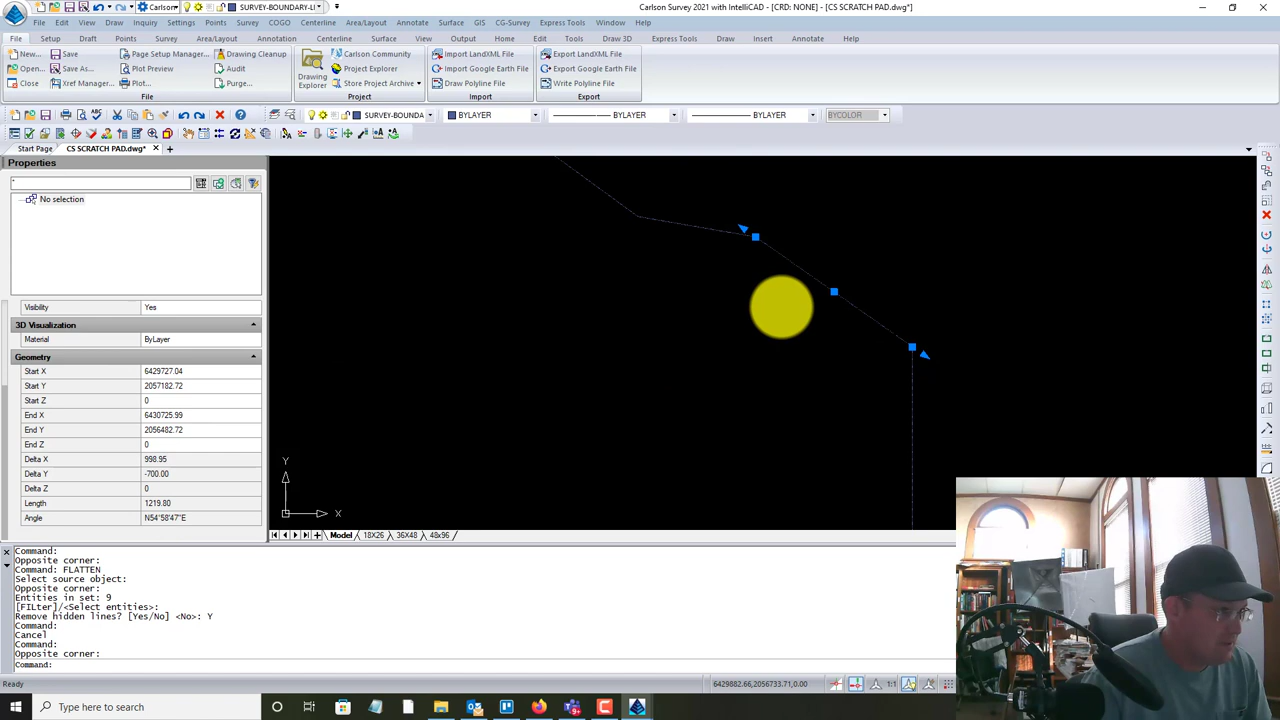 Carlson
SURVEY-BOUNDARY-LI
Carlson Survey 2021 with IntelliCAD (CRD: NONE) - [CS SCRATCH PAD.dwg*]
File Edit View Draw Inquiry Settings Points Survey COGO Centerline Area/Layout Annotate Surface GIS CG-Survey Express Tools Window Help
File Setup Draft Points Survey Area/Layout Annotation Centerline Surface View Output Home Edit Tools Draw 3D Express Tools Draw Insert Annotate Help
New... Save Page Setup Manager... Drawing Cleanup Carlson Community Import LandXML File Export LandXML File
Open... Save As... Plot Preview Audit Project Explorer Import Google Earth File Export Google Earth File
Close Xref Manager... Plot... Purge... Drawing Explorer Store Project Archive Draw Polyline File Write Polyline File
File Project Import Export
SURVEY-BOUNDA BYLAYER BYLAYER BYLAYER BYCOLOR
Start Page CS SCRATCH PAD.dwg*
Properties
*
No selection
Visibility Yes
3D Visualization
Material ByLayer
Geometry
Start X 6429727.04
Start Y 2057182.72
Start Z 0
End X 6430725.99
End Y 2056482.72
End Z 0
Delta X 998.95
Delta Y -700.00
Delta Z 0
Length 1219.80
Angle N54°58'47"E
Y
X
Model 18X26 36X48 48x96
Command:
Opposite corner:
Command: FLATTEN
Select source object:
Opposite corner:
Entities in set: 9
[FILter]/<Select entities>:
Remove hidden lines? [Yes/No] <No>: Y
Command:
Cancel
Command:
Opposite corner:
Command:
Ready
6429882.66,2056733.71,0.00
1:1
Type here to search